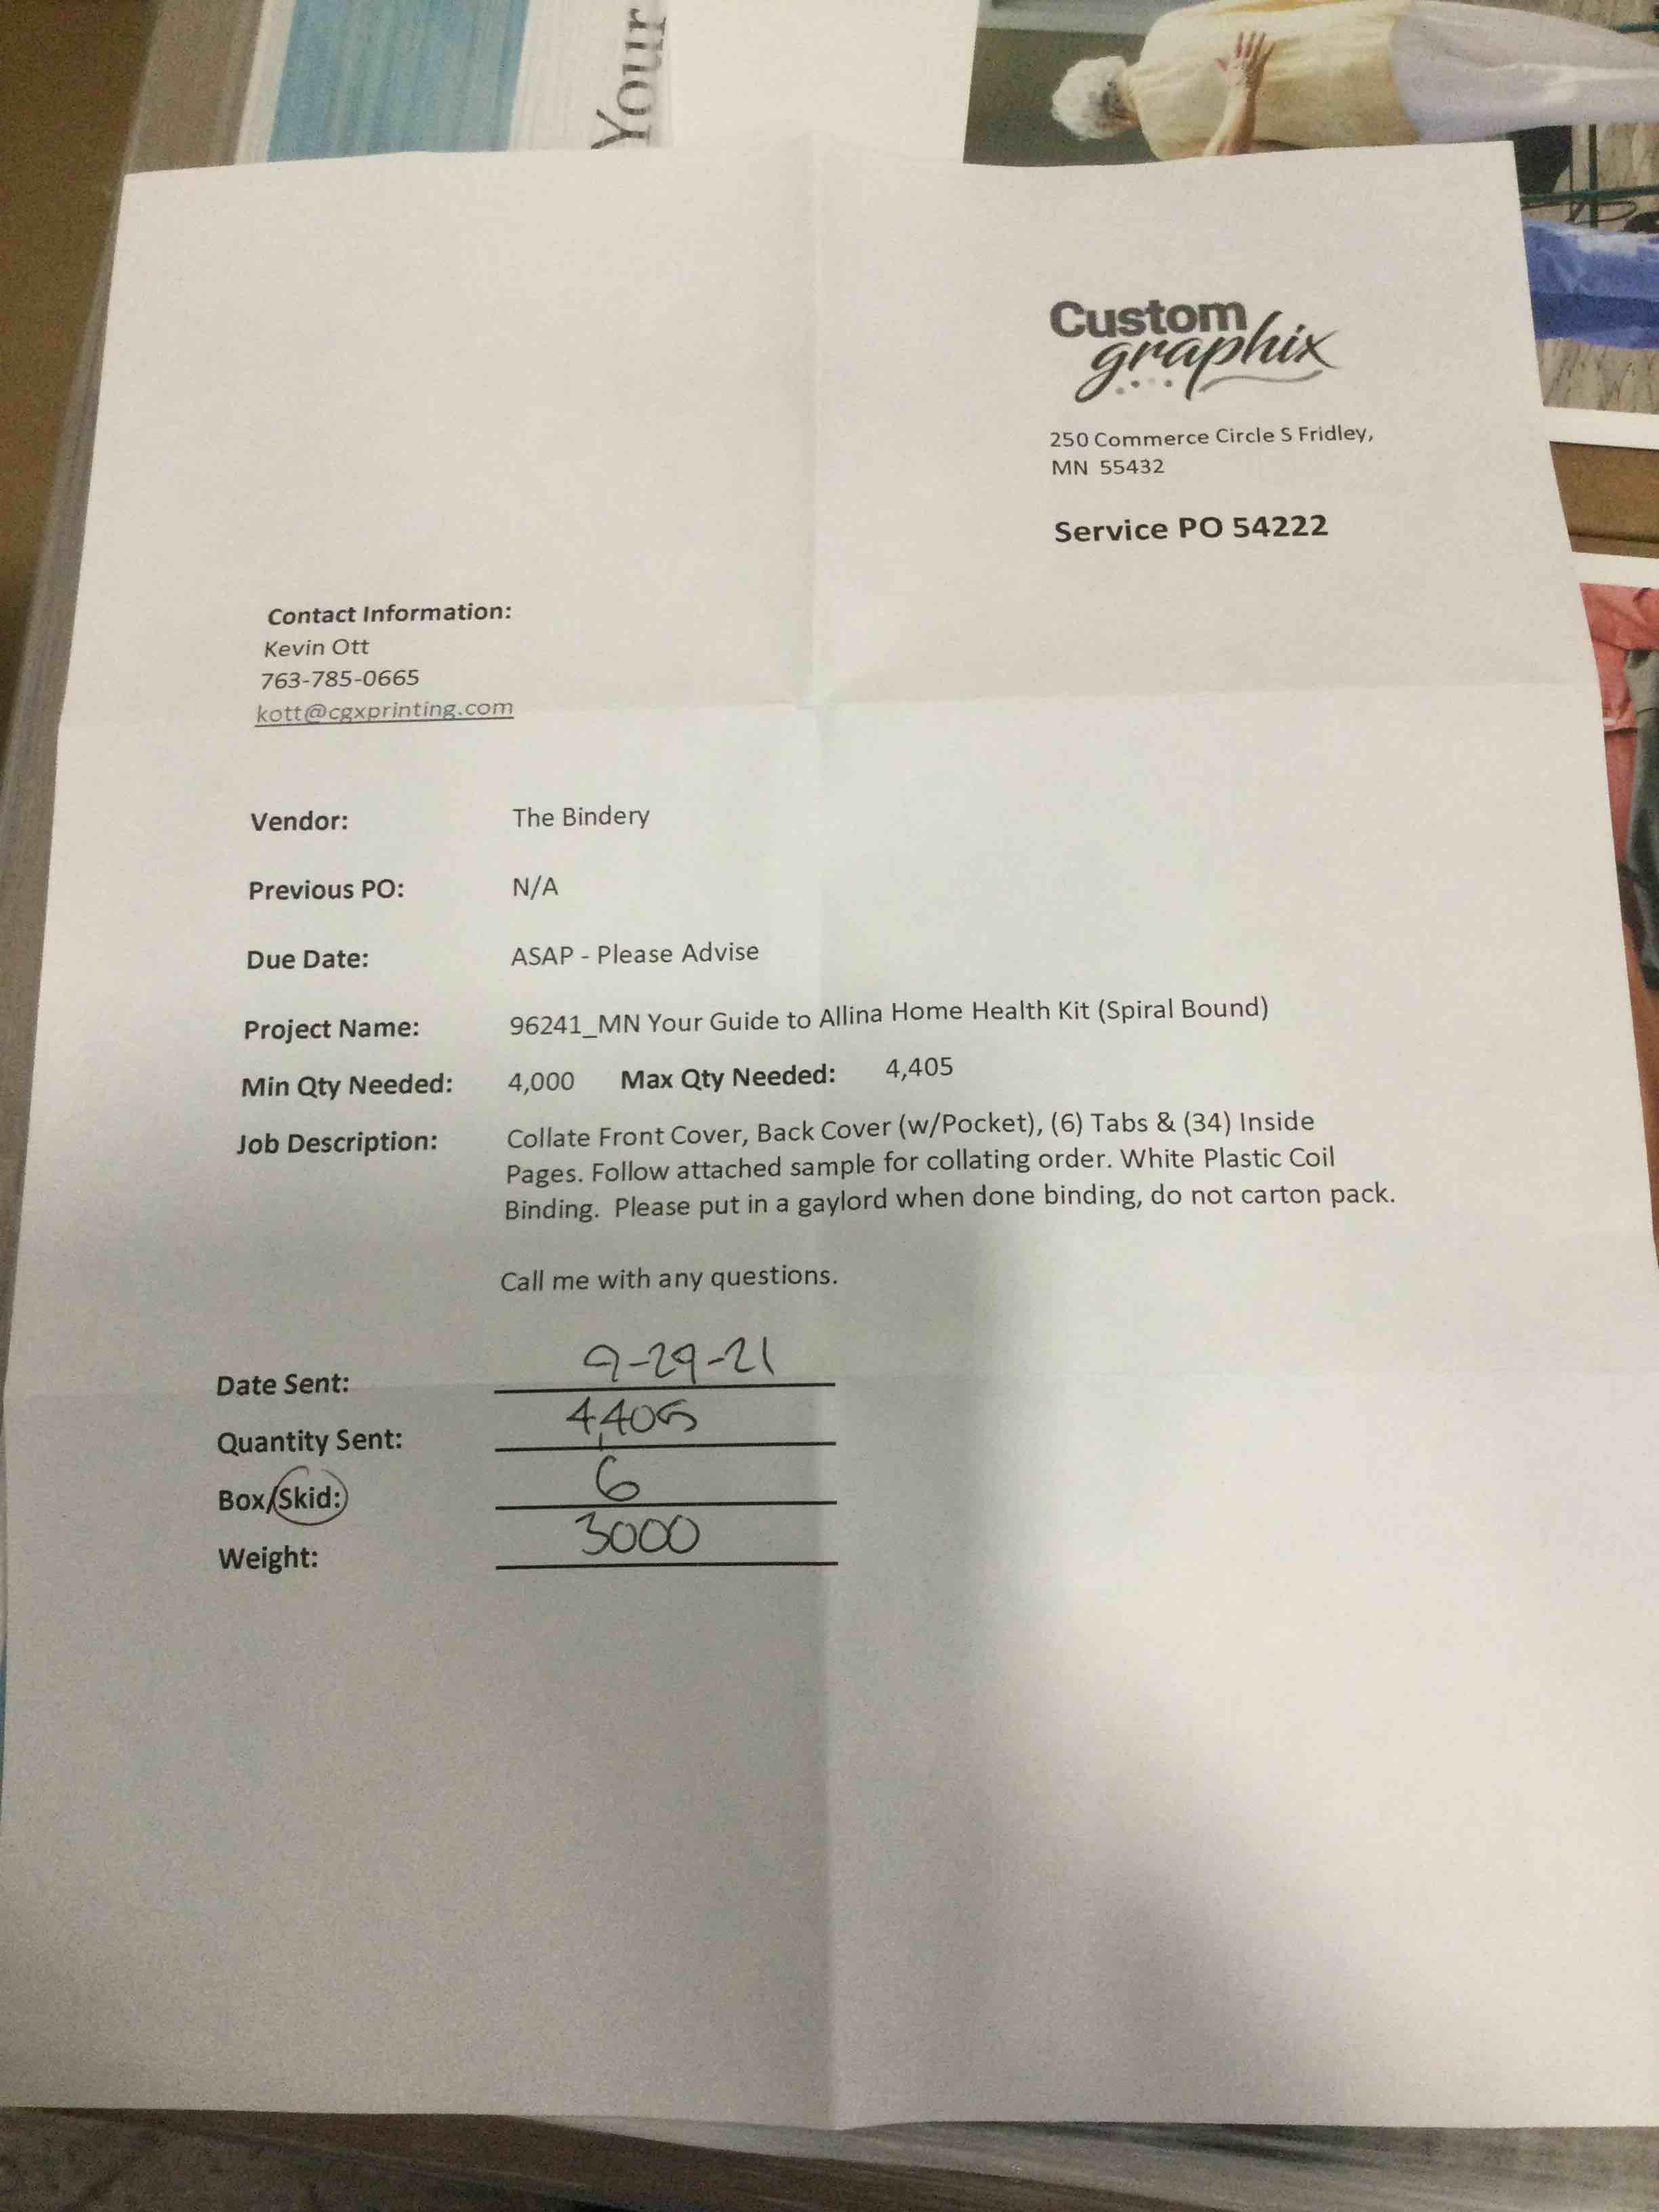 Your
Custom
graphix
250 Commerce Circle S Fridley,
MN 55432
Service PO 54222
Contact Information:
Kevin Ott
763-785-0665
kott@cgxprinting.com
Vendor: The Bindery
Previous PO: N/A
Due Date: ASAP - Please Advise
Project Name: 96241_MN Your Guide to Allina Home Health Kit (Spiral Bound)
Min Qty Needed: 4,000 Max Qty Needed: 4,405
Job Description: Collate Front Cover, Back Cover (w/Pocket), (6) Tabs & (34) Inside
Pages. Follow attached sample for collating order. White Plastic Coil
Binding. Please put in a gaylord when done binding, do not carton pack.
Call me with any questions.
Date Sent: 9-29-21
Quantity Sent: 4,405
Box/Skid: 6
Weight: 3000